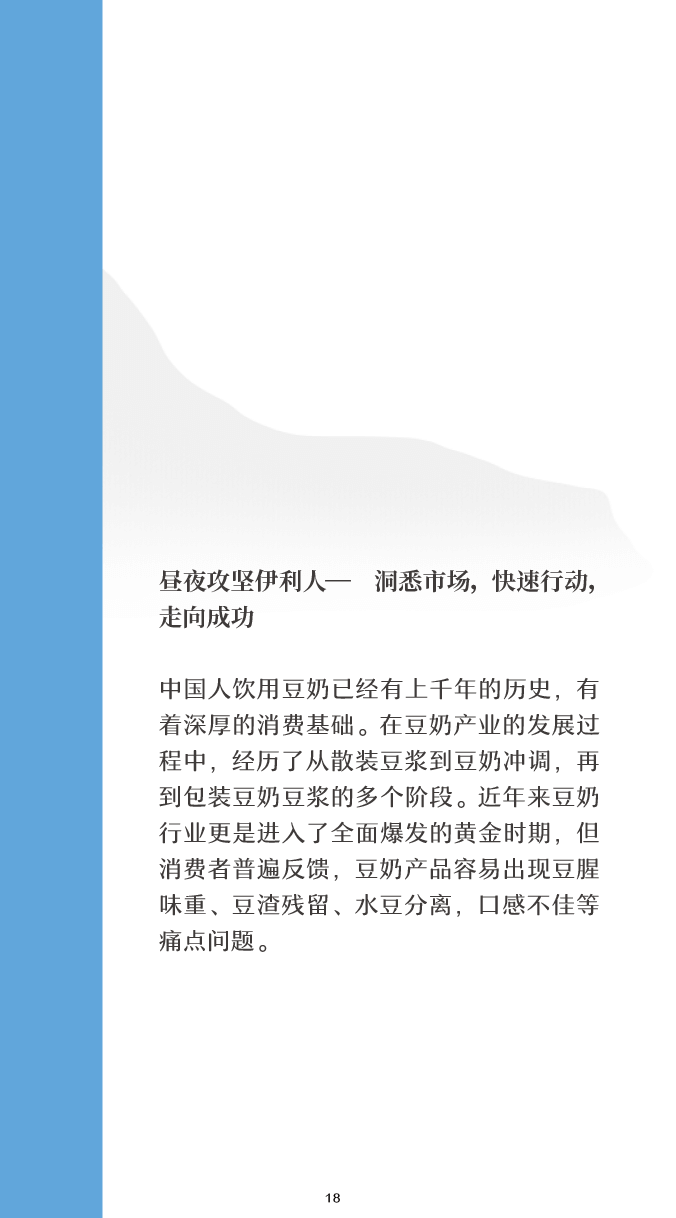 昼夜攻坚伊利人— 洞悉市场，快速行动，
走向成功
中国人饮用豆奶已经有上千年的历史，有
着深厚的消费基础。在豆奶产业的发展过
程中，经历了从散装豆浆到豆奶冲调，再
到包装豆奶豆浆的多个阶段。近年来豆奶
行业更是进入了全面爆发的黄金时期，但
消费者普遍反馈，豆奶产品容易出现豆腥
味重、豆渣残留、水豆分离，口感不佳等
痛点问题。
18